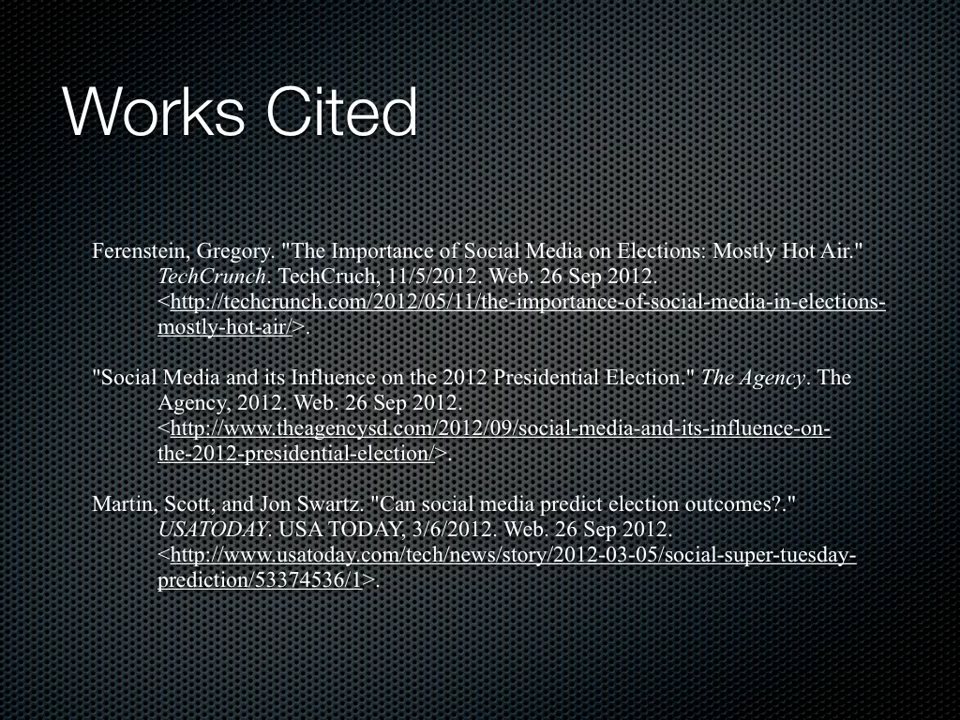 Works Cited
Ferenstein, Gregory. "The Importance of Social Media on Elections: Mostly Hot Air."
TechCrunch. TechCruch, 11/5/2012. Web. 26 Sep 2012.
<http://techcrunch.com/2012/05/11/the-importance-of-social-media-in-elections-
mostly-hot-air/>.
"Social Media and its Influence on the 2012 Presidential Election." The Agency. The
Agency, 2012. Web. 26 Sep 2012.
<http://www.theagencysd.com/2012/09/social-media-and-its-influence-on-
the-2012-presidential-election/>.
Martin, Scott, and Jon Swartz. "Can social media predict election outcomes?."
USATODAY. USA TODAY, 3/6/2012. Web. 26 Sep 2012.
<http://www.usatoday.com/tech/news/story/2012-03-05/social-super-tuesday-
prediction/53374536/1>.